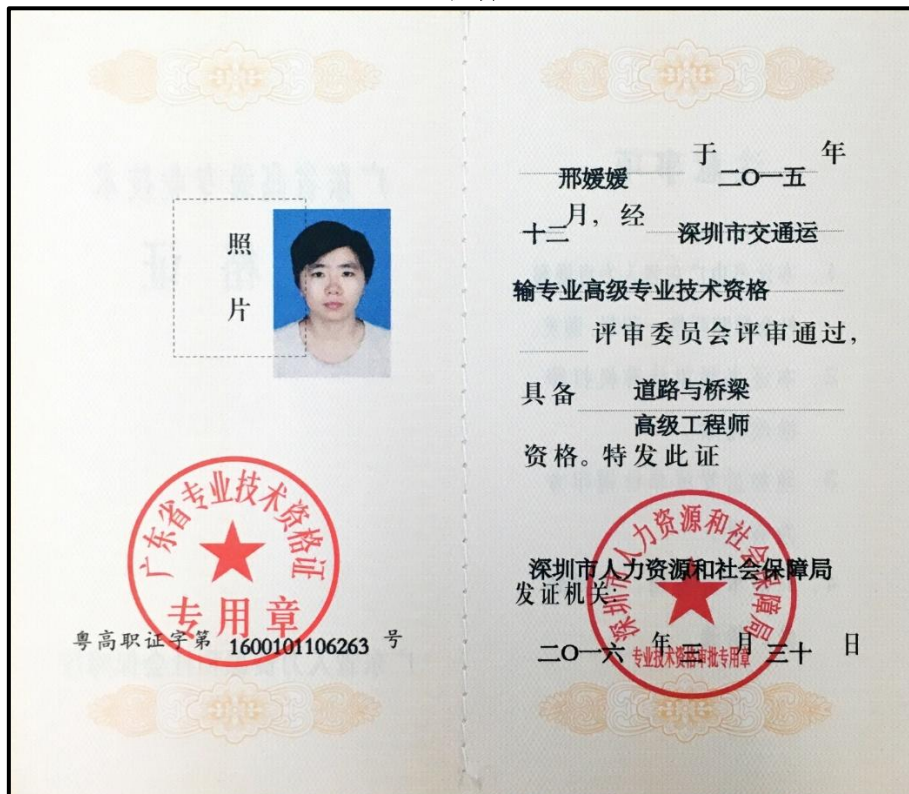 照
片
广东省专业技术资格证
专用章
粤高职证字第 1600101106263 号
于 年
邢媛媛 二〇一五
十二月，经 深圳市交通运
输专业高级专业技术资格
评审委员会评审通过，
具备 道路与桥梁
高级工程师
资格。特发此证
深圳市人力资源和社会保障局
发证机关：
深圳市人力资源和社会保障局
二〇一六 年 三 月 三十 日
专业技术资格审批专用章